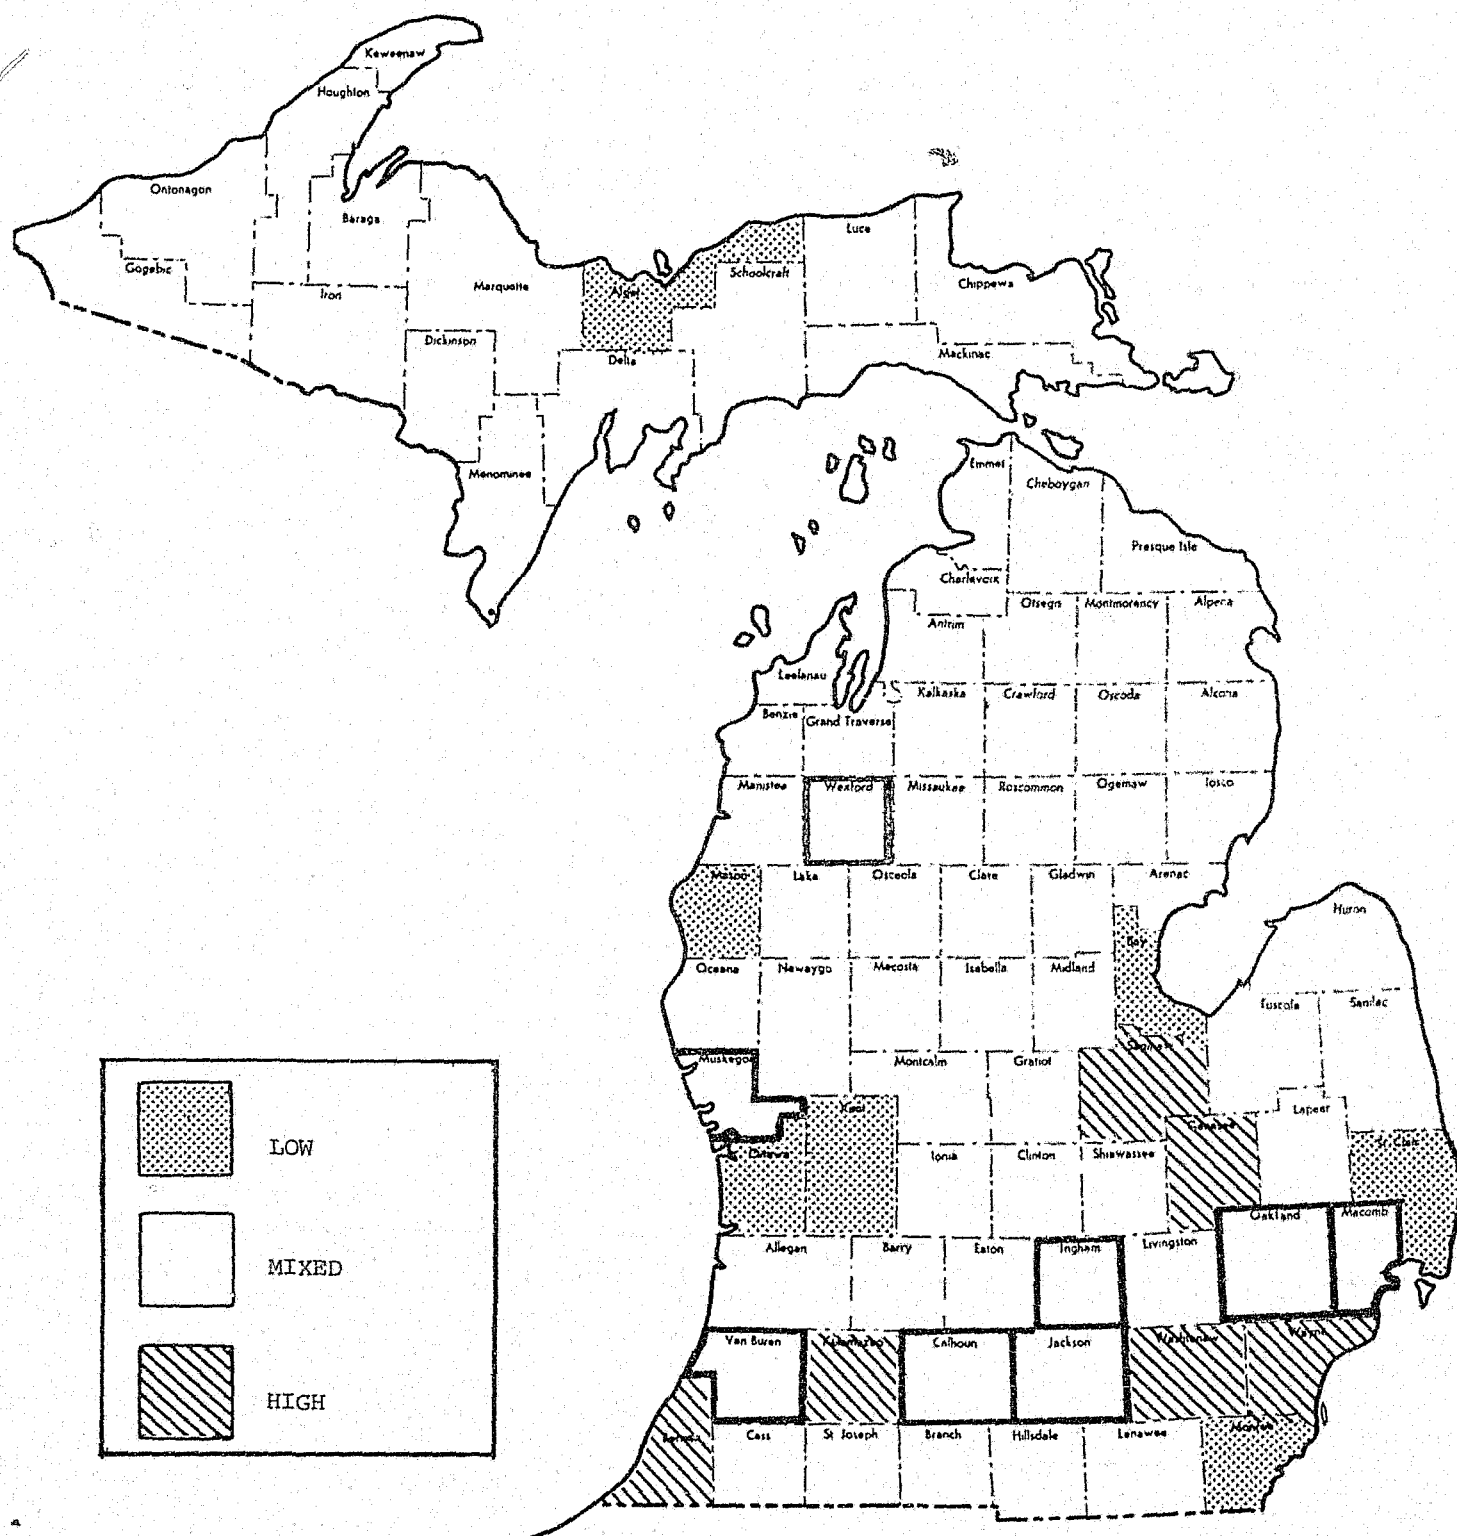 Keweenaw
Houghton
Ontonagon
Baraga
Gogebic
Iron
Marquette
Alger
Schoolcraft
Luce
Chippewa
Dickinson
Delta
Mackinac
Menominee
Emmet
Cheboygan
Presque Isle
Charlevoix
Antrim
Otsego
Montmorency
Alpena
Leelanau
Kalkaska
Crawford
Oscoda
Alcona
Benzie
Grand Traverse
Manistee
Wexford
Missaukee
Roscommon
Ogemaw
Iosco
Mason
Lake
Osceola
Clare
Gladwin
Arenac
Huron
Bay
Oceana
Newaygo
Mecosta
Isabella
Midland
Tuscola
Sanilac
Saginaw
Muskegon
Montcalm
Gratiot
Kent
Genesee
Lapeer
St. Clair
Ottawa
Ionia
Clinton
Shiawassee
Oakland
Macomb
Allegan
Barry
Eaton
Ingham
Livingston
Van Buren
Kalamazoo
Calhoun
Jackson
Washtenaw
Wayne
Berrien
Cass
St Joseph
Branch
Hillsdale
Lenawee
Monroe
LOW
MIXED
HIGH